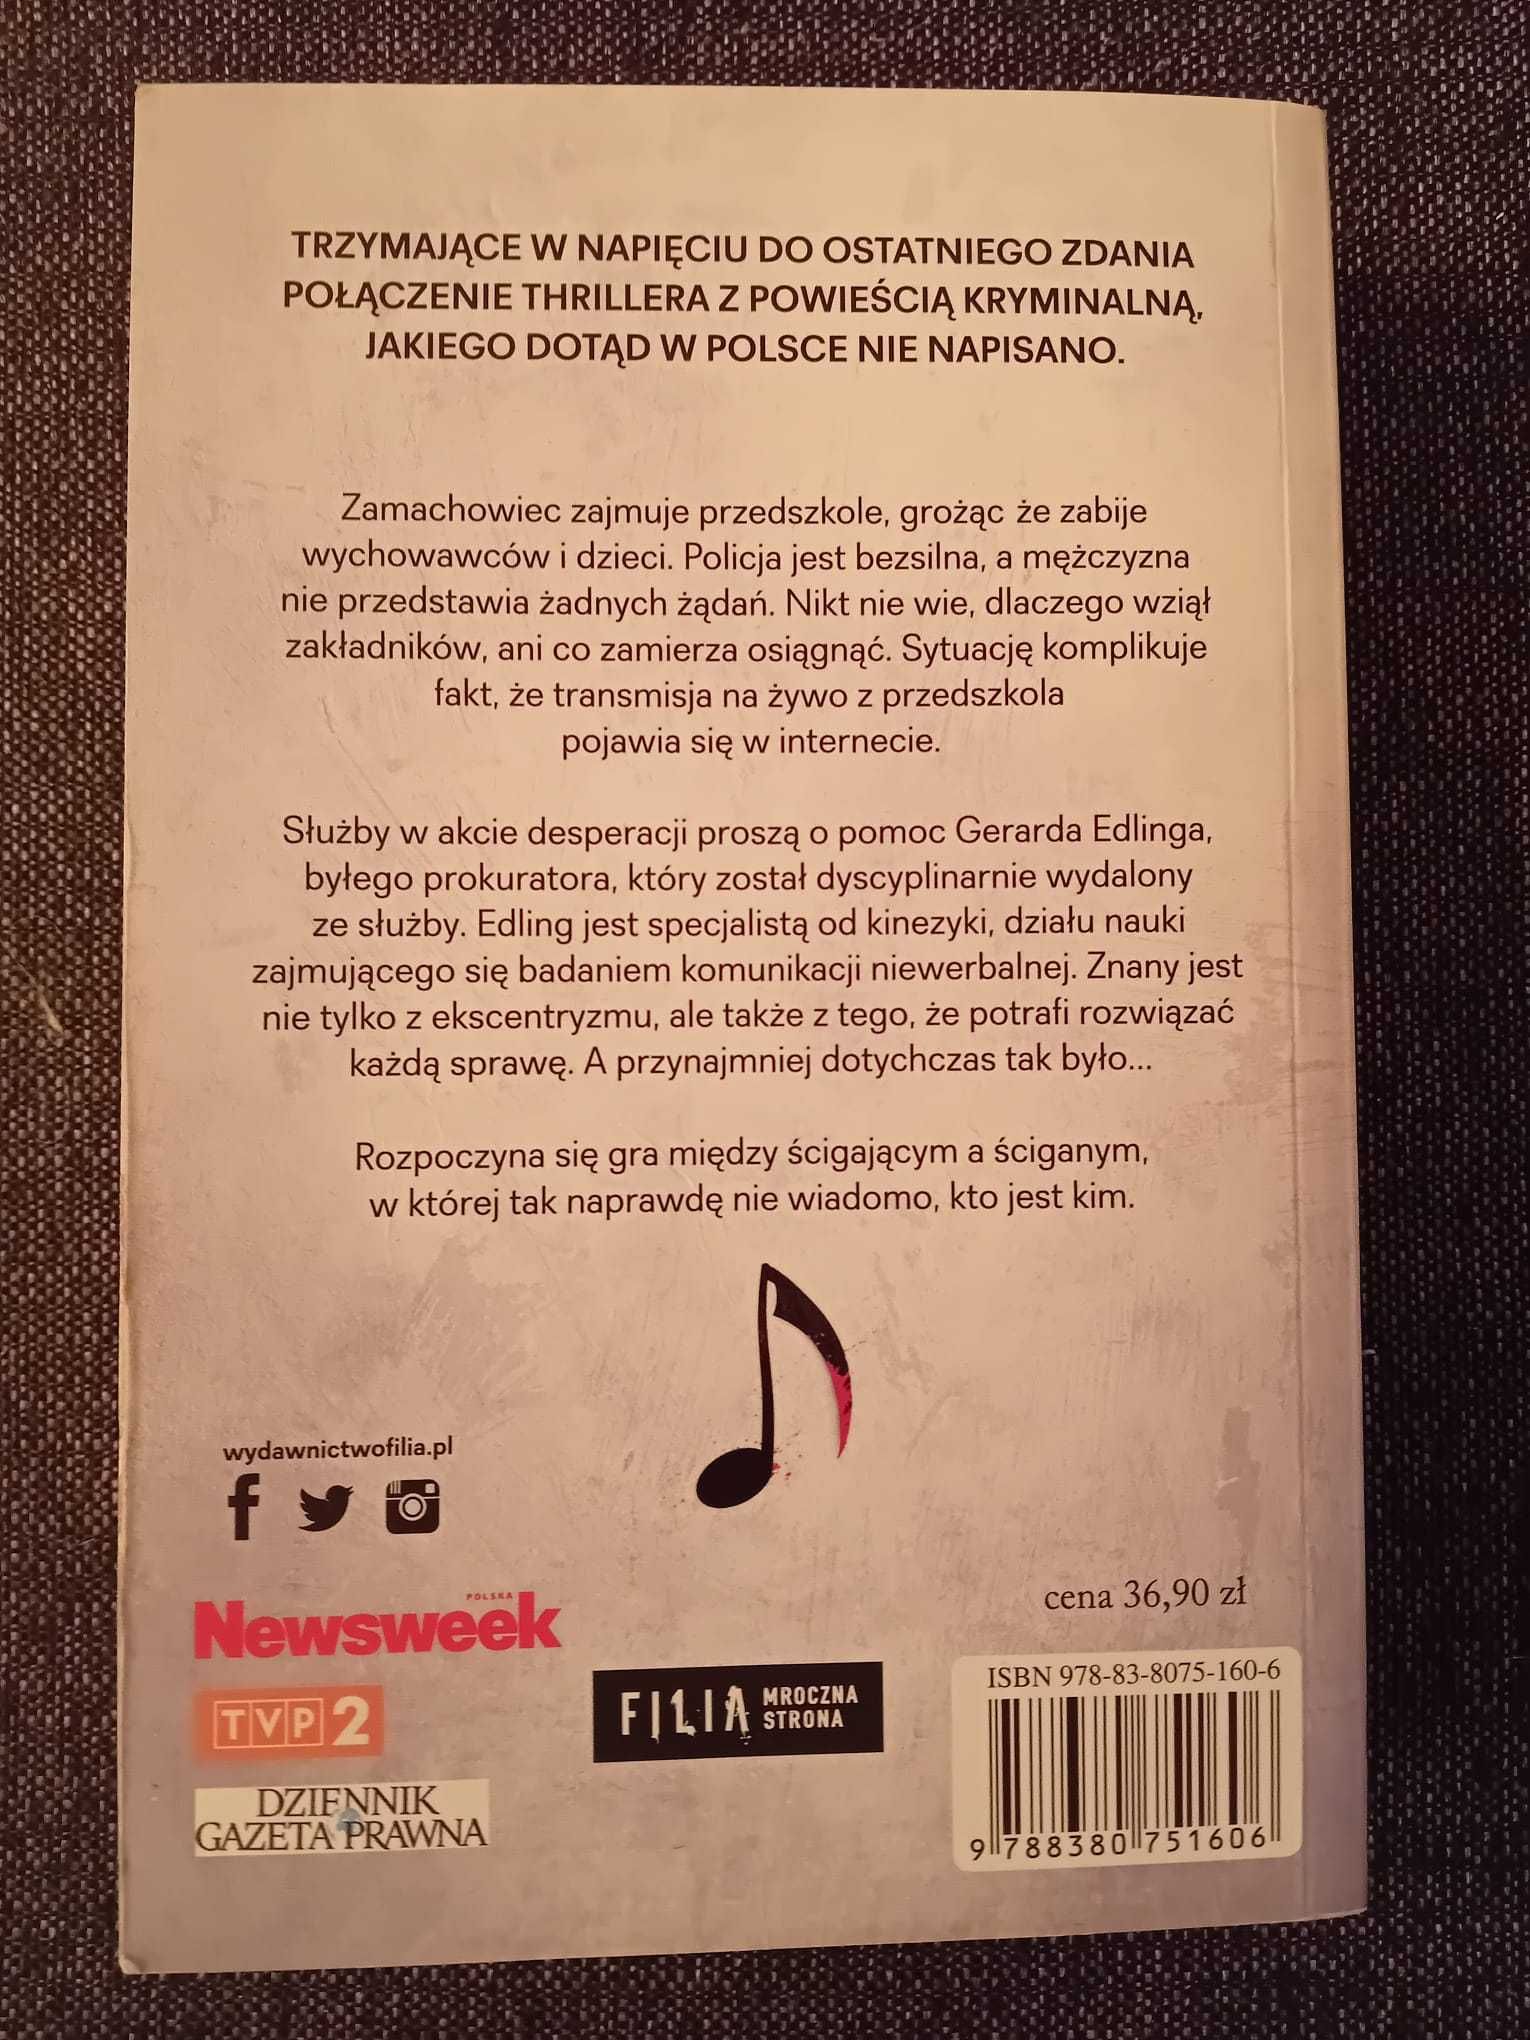 TRZYMAJĄCE W NAPIĘCIU DO OSTATNIEGO ZDANIA
POŁĄCZENIE THRILLERA Z POWIEŚCIĄ KRYMINALNĄ,
JAKIEGO DOTĄD W POLSCE NIE NAPISANO.
Zamachowiec zajmuje przedszkole, grożąc że zabije
wychowawców i dzieci. Policja jest bezsilna, a mężczyzna
nie przedstawia żadnych żądań. Nikt nie wie, dlaczego wziął
zakładników, ani co zamierza osiągnąć. Sytuację komplikuje
fakt, że transmisja na żywo z przedszkola
pojawia się w internecie.
Służby w akcie desperacji proszą o pomoc Gerarda Edlinga,
byłego prokuratora, który został dyscyplinarnie wydalony
ze służby. Edling jest specjalistą od kinezyki, działu nauki
zajmującego się badaniem komunikacji niewerbalnej. Znany jest
nie tylko z ekscentryzmu, ale także z tego, że potrafi rozwiązać
każdą sprawę. A przynajmniej dotychczas tak było...
Rozpoczyna się gra między ścigającym a ściganym,
w której tak naprawdę nie wiadomo, kto jest kim.
wydawnictwofilia.pl
POLSKA
Newsweek
TVP2
DZIENNIK
GAZETA PRAWNA
FILIA MROCZNA
STRONA
cena 36,90 zł
ISBN 978-83-8075-160-6
9 788380 751606